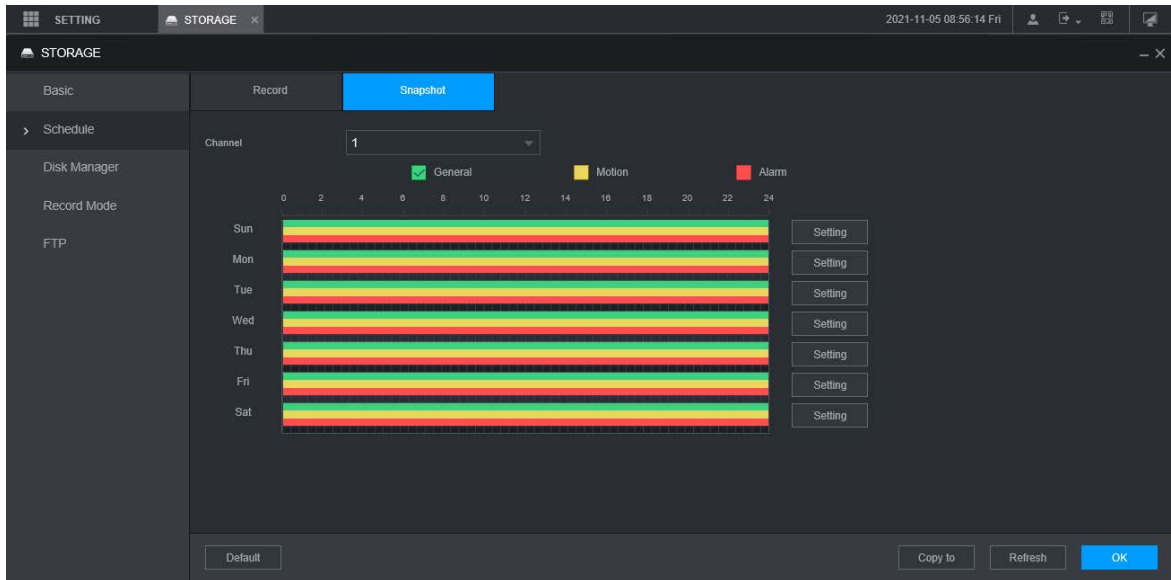 SETTING STORAGE × 2021-11-05 08:56:14 Fri
STORAGE
Basic
Schedule
Disk Manager
Record Mode
FTP
Record Snapshot
Channel 1
General Motion Alarm
0 2 4 6 8 10 12 14 16 18 20 22 24
Sun Setting
Mon Setting
Tue Setting
Wed Setting
Thu Setting
Fri Setting
Sat Setting
Default Copy to Refresh OK